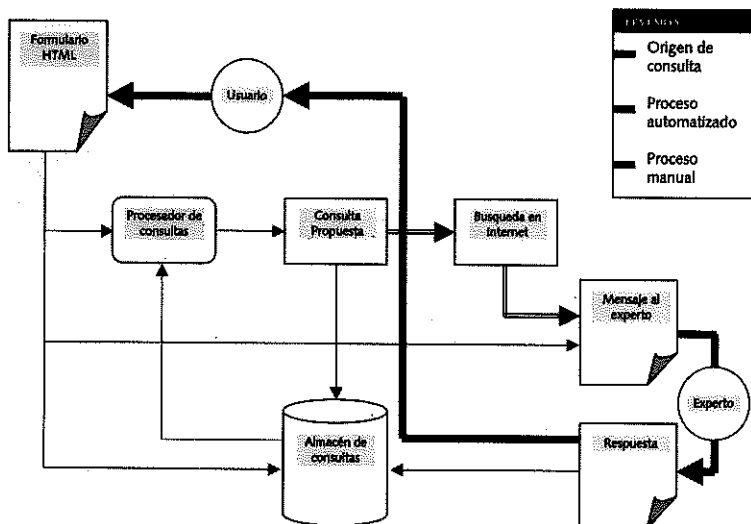 Formulario
HTML
Usuario
LEYENDAS
Origen de
consulta
Proceso
automatizado
Proceso
manual
Procesador de
consultas
Consulta
Propuesta
Busqueda en
Internet
Mensaje al
experto
Experto
Almacén de
consultas
Respuesta